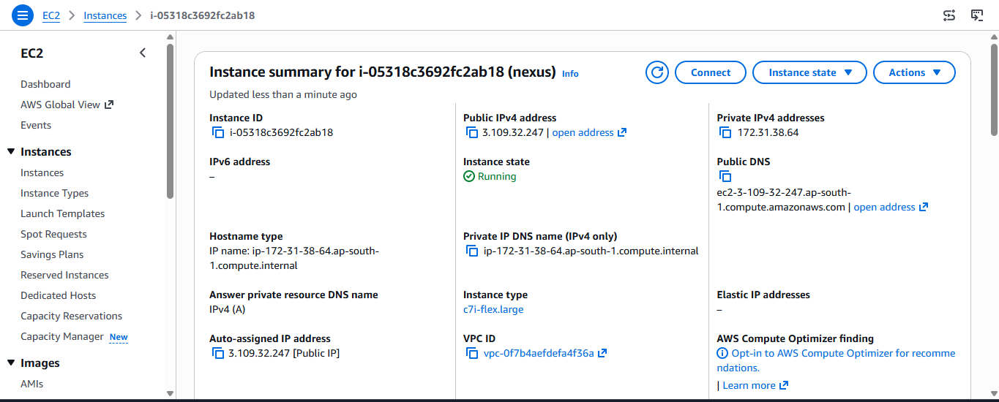 EC2 > Instances > i-05318c3692fc2ab18
EC2
Dashboard
AWS Global View
Events
Instances
Instances
Instance Types
Launch Templates
Spot Requests
Savings Plans
Reserved Instances
Dedicated Hosts
Capacity Reservations
Capacity Manager New
Images
AMIs
Instance summary for i-05318c3692fc2ab18 (nexus) Info
Connect
Instance state
Actions
Updated less than a minute ago
Instance ID
i-05318c3692fc2ab18
Public IPv4 address
3.109.32.247 | open address
Private IPv4 addresses
172.31.38.64
IPv6 address
–
Instance state
Running
Public DNS
ec2-3-109-32-247.ap-south-
1.compute.amazonaws.com | open address
Hostname type
IP name: ip-172-31-38-64.ap-south-
1.compute.internal
Private IP DNS name (IPv4 only)
ip-172-31-38-64.ap-south-1.compute.internal
Answer private resource DNS name
IPv4 (A)
Instance type
c7i-flex.large
Elastic IP addresses
–
Auto-assigned IP address
3.109.32.247 [Public IP]
VPC ID
vpc-0f7b4aefdefa4f36a
AWS Compute Optimizer finding
Opt-in to AWS Compute Optimizer for recomme
ndations.
| Learn more